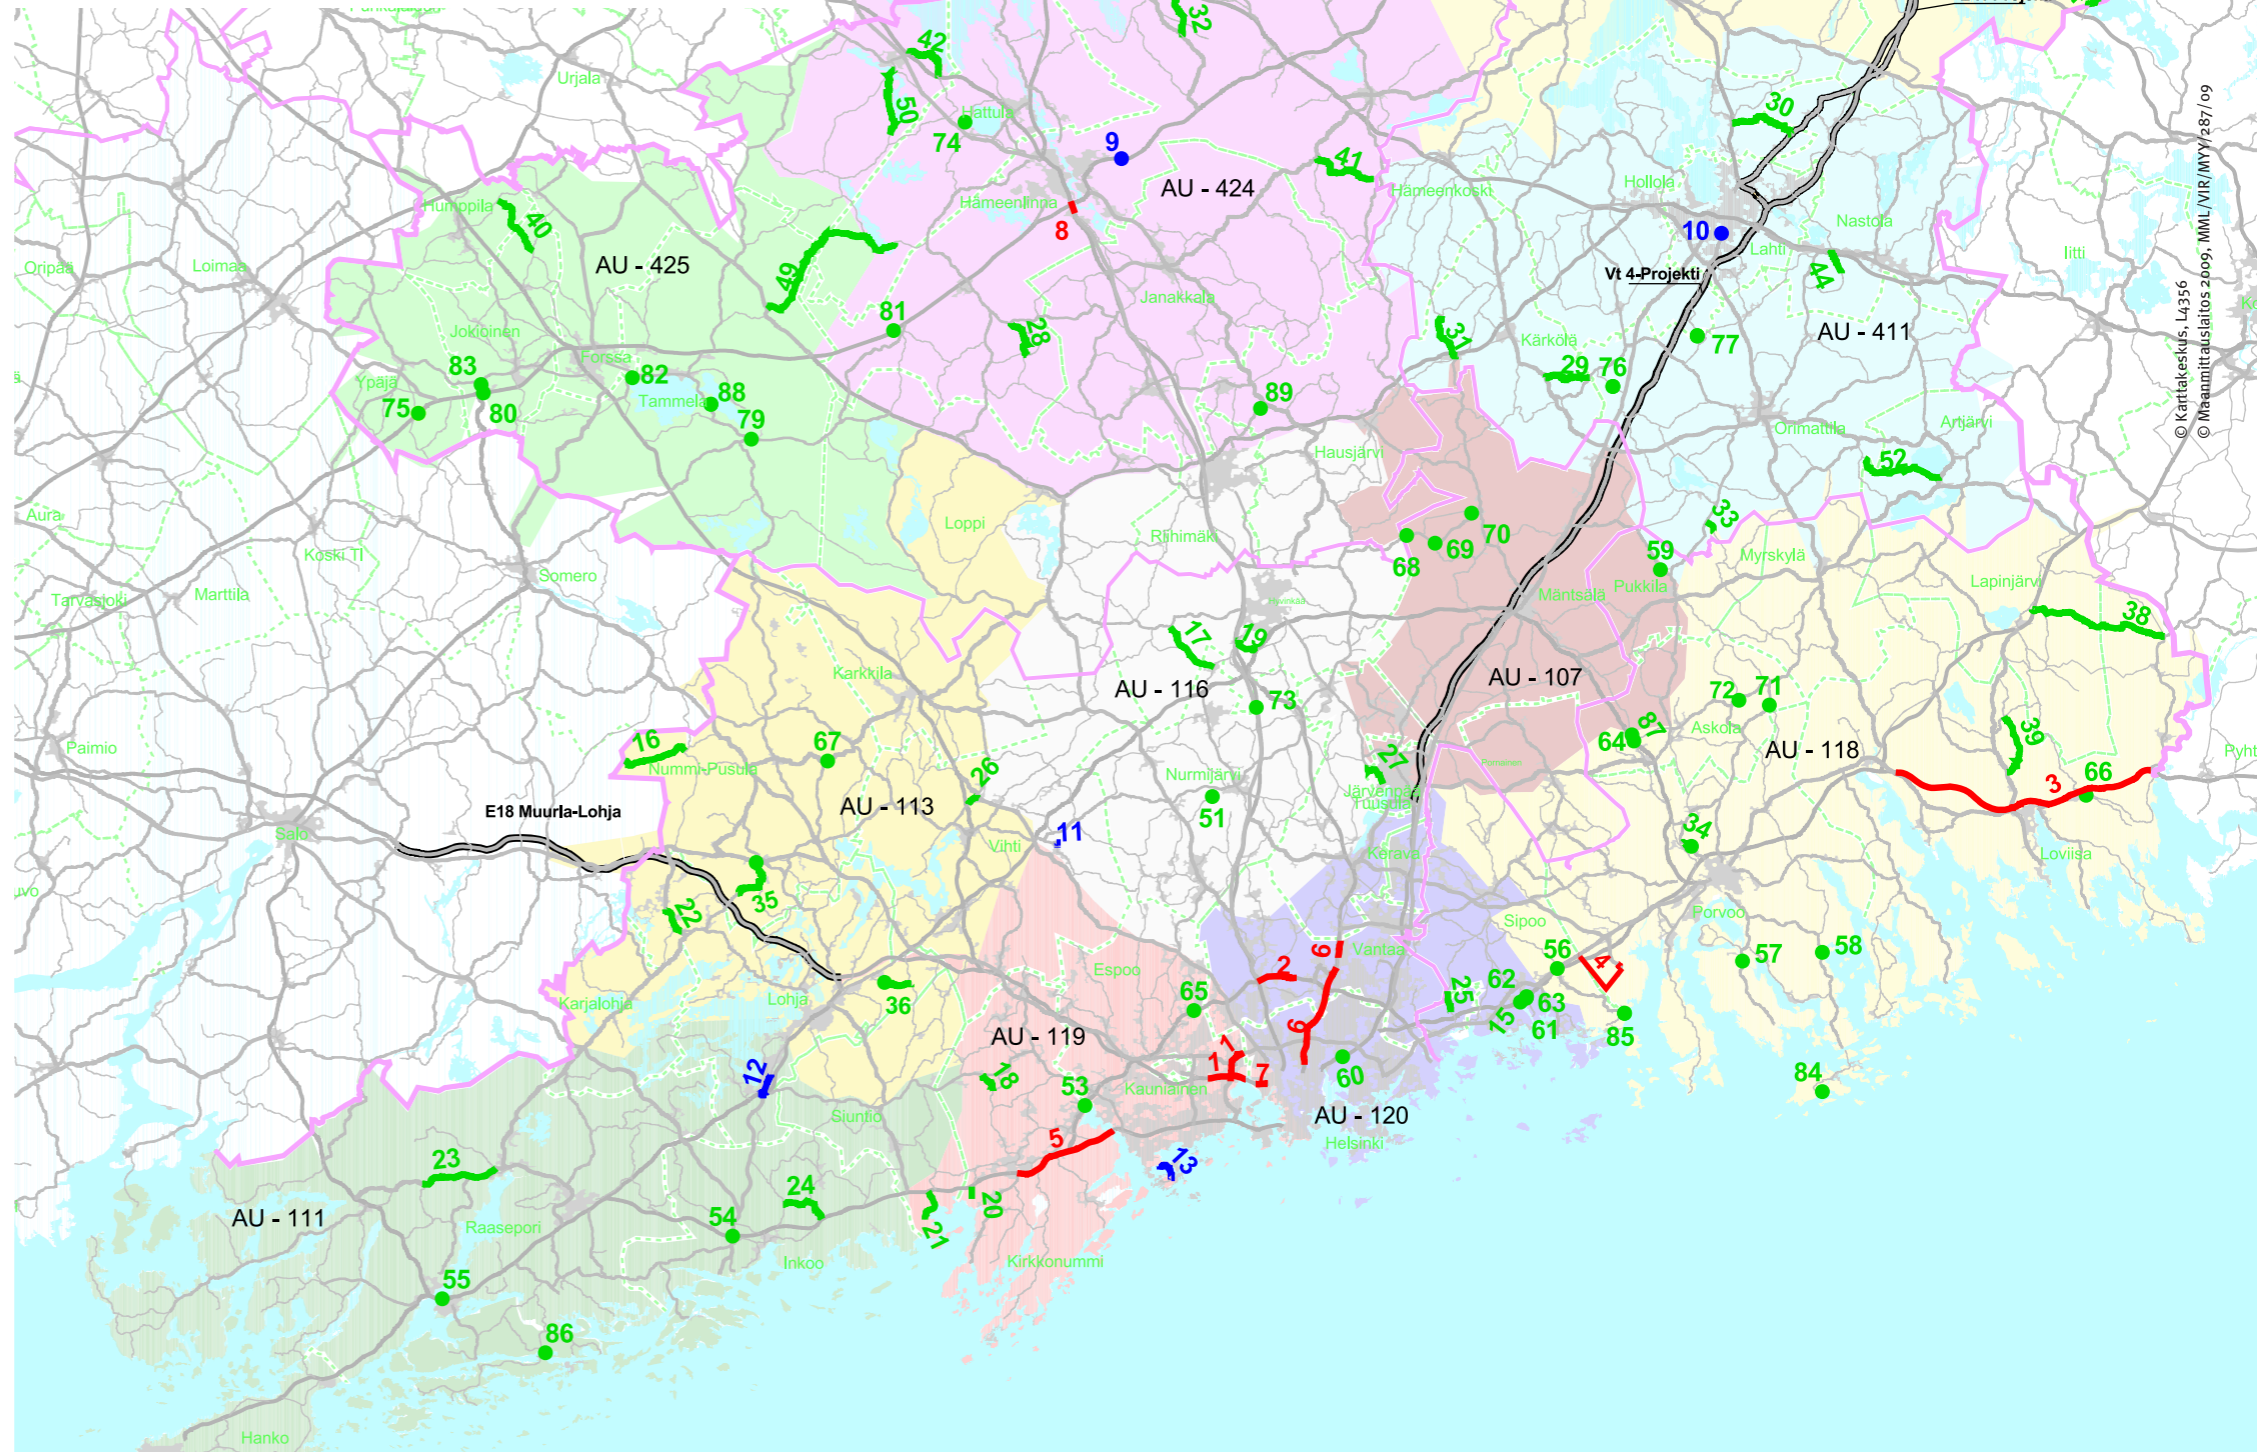 32
42
Urjala
50
Hattula
74
30
9
41
AU - 424
Hämeenkoski
Hollola
Humppila
40
Hämeenlinna
8
Nastola
10
Lahti
Oripää
Loimaa
AU - 425
49
Vt 4-Projekti
44
Iitti
Janakkala
81
28
Jokioinen
31
Kärkölä
77
AU - 411
Forssa
83
82
29
76
Ypäjä
75
80
Tammela
88
79
89
Orimattila
Artjärvi
© Kartakeskus, L4356
© Maanmittauslaitos 2009, MML/VIR/MYY/287/09
Hausjärvi
52
Aura
Loppi
Koski Tl
Riihimäki
70
33
68
69
59
Myrskylä
Somero
Marttila
Tarvasjoki
Mäntsälä
Pukkila
Lapinjärvi
38
Hyvinkää
17
19
Karkkila
AU - 116
AU - 107
73
72
71
Askola
16
67
64
87
39
Paimio
Nummi-Pusula
AU - 118
26
Nurmijärvi
27
Pornainen
3
66
Järvenpää
Tuusula
51
E18 Muurla-Lohja
AU - 113
Salo
11
34
Vihti
Kerava
Loviisa
35
22
Sipoo
Porvoo
6
Vantaa
56
57
58
Espoo
2
4
Lohja
Karjalohja
36
65
25
62
63
15
61
85
6
AU - 119
1
1
7
12
18
53
Kauniainen
60
84
AU - 120
Siuntio
Helsinki
5
23
13
24
20
AU - 111
Raasepori
54
21
Inkoo
Kirkkonummi
55
86
Hanko